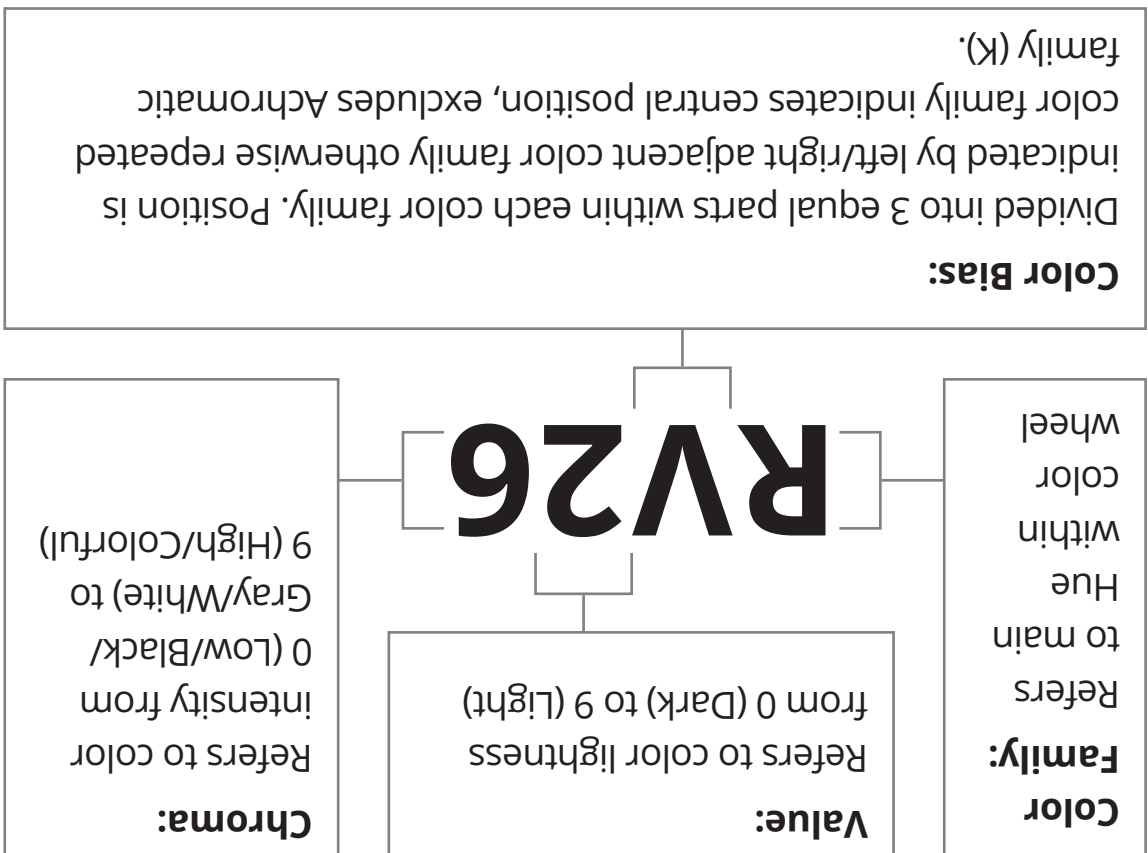 Color
Family:
Refers
to main
Hue
within
color
wheel
Value:
Refers to color lightness
from 0 (Dark) to 9 (Light)
Chroma:
Refers to color
intensity from
0 (Low/Black/
Gray/White) to
9 (High/Colorful)
RV26
Color Bias:
Divided into 3 equal parts within each color family. Position is
indicated by left/right adjacent color family otherwise repeated
color family indicates central position, excludes Achromatic
family (K).